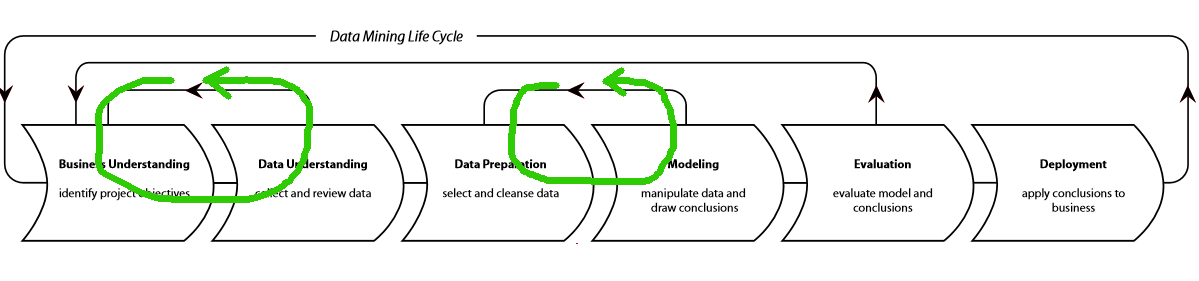 Data Mining Life Cycle
Business Understanding
identify project objectives
Data Understanding
collect and review data
Data Preparation
select and cleanse data
Modeling
manipulate data and
draw conclusions
Evaluation
evaluate model and
conclusions
Deployment
apply conclusions to
business